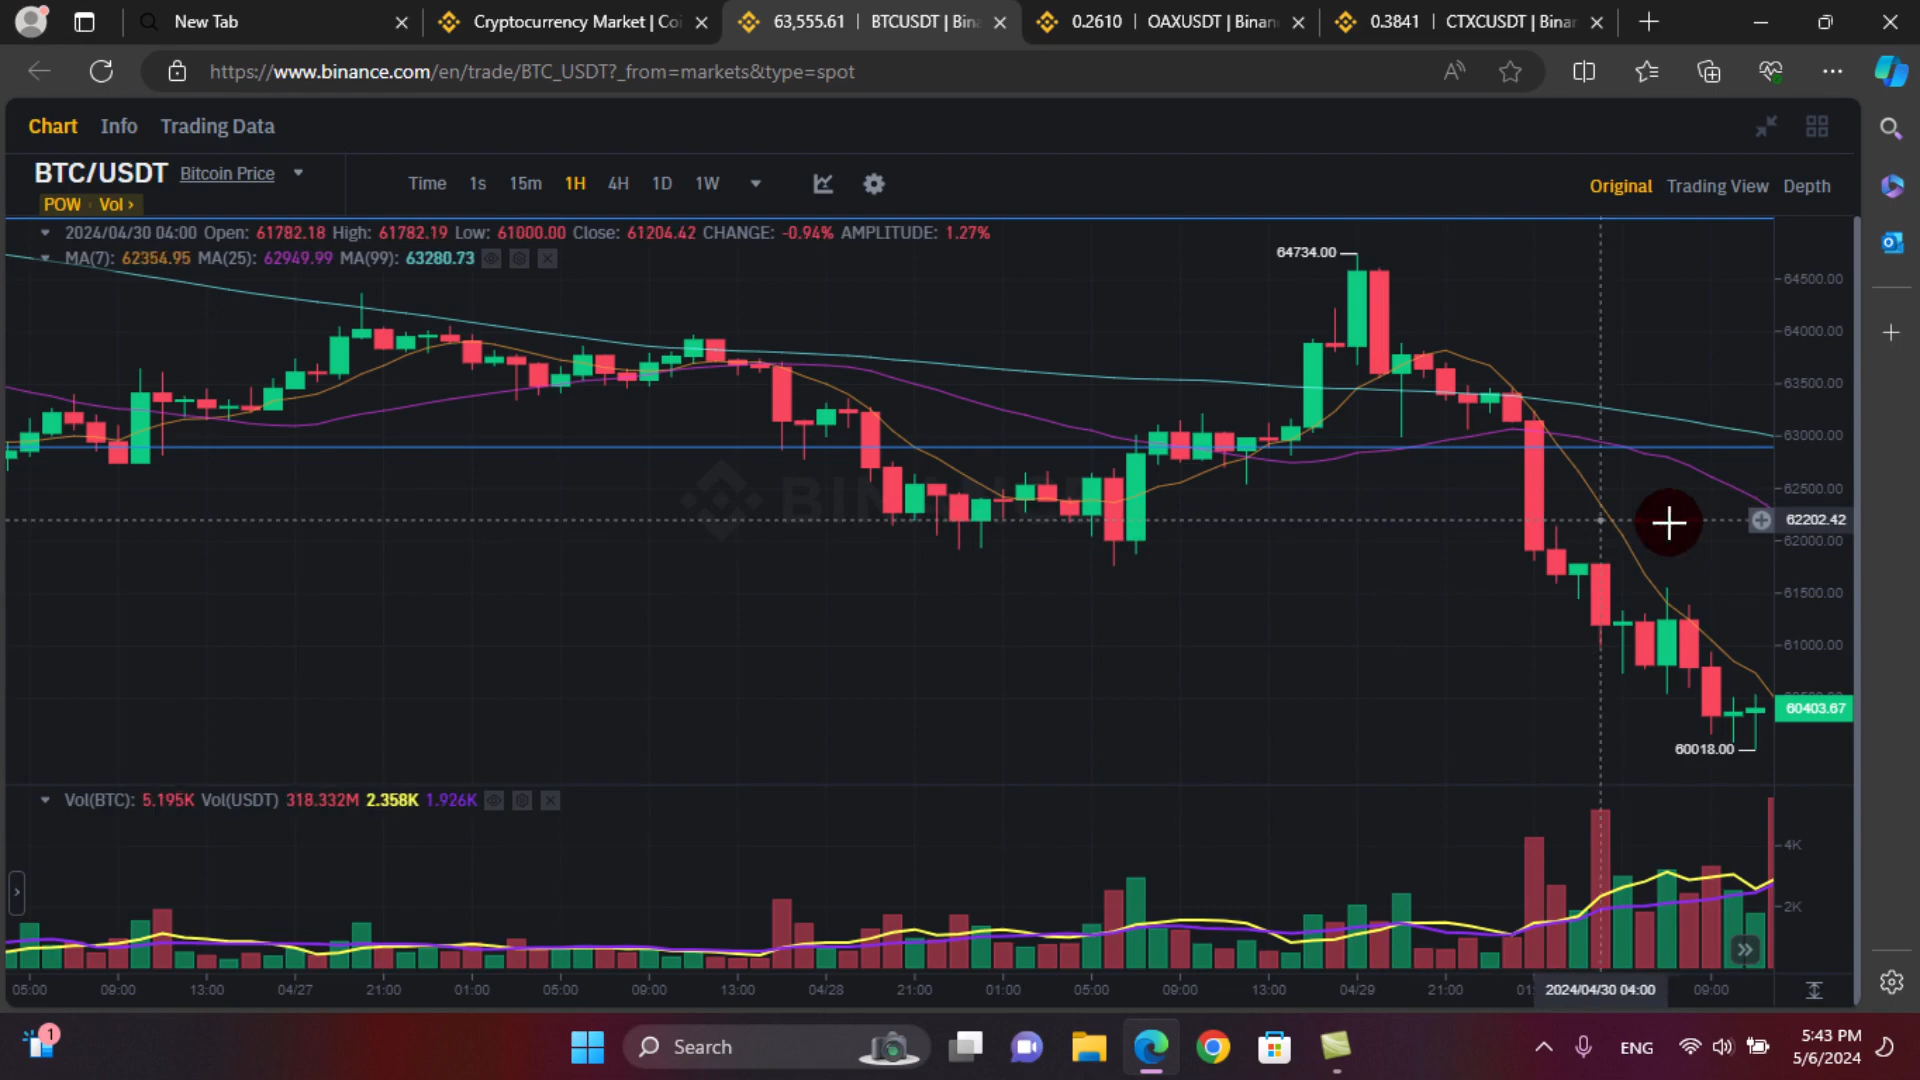 New Tab
Cryptocurrency Market | Coi
63,555.61 | BTCUSDT | Bin
0.2610 | OAXUSDT | Binan
0.3841 | CTXCUSDT | Binar
https://www.binance.com/en/trade/BTC_USDT?_from=markets&type=spot
Chart Info Trading Data
BTC/USDT Bitcoin Price
POW · Vol ›
Time 1s 15m 1H 4H 1D 1W
Original Trading View Depth
2024/04/30 04:00 Open: 61782.18 High: 61782.19 Low: 61000.00 Close: 61204.42 CHANGE: -0.94% AMPLITUDE: 1.27%
MA(7): 62354.95 MA(25): 62949.99 MA(99): 63280.73
64734.00
64500.00
64000.00
63500.00
63000.00
62500.00
62202.42
62000.00
61500.00
61000.00
60403.67
60018.00
Vol(BTC): 5.195K Vol(USDT) 318.332M 2.358K 1.926K
4K
2K
05:00 09:00 13:00 04/27 21:00 01:00 05:00 09:00 13:00 04/28 21:00 01:00 05:00 09:00 13:00 04/29 21:00 2024/04/30 04:00 09:00
1
Search
ENG
5:43 PM
5/6/2024